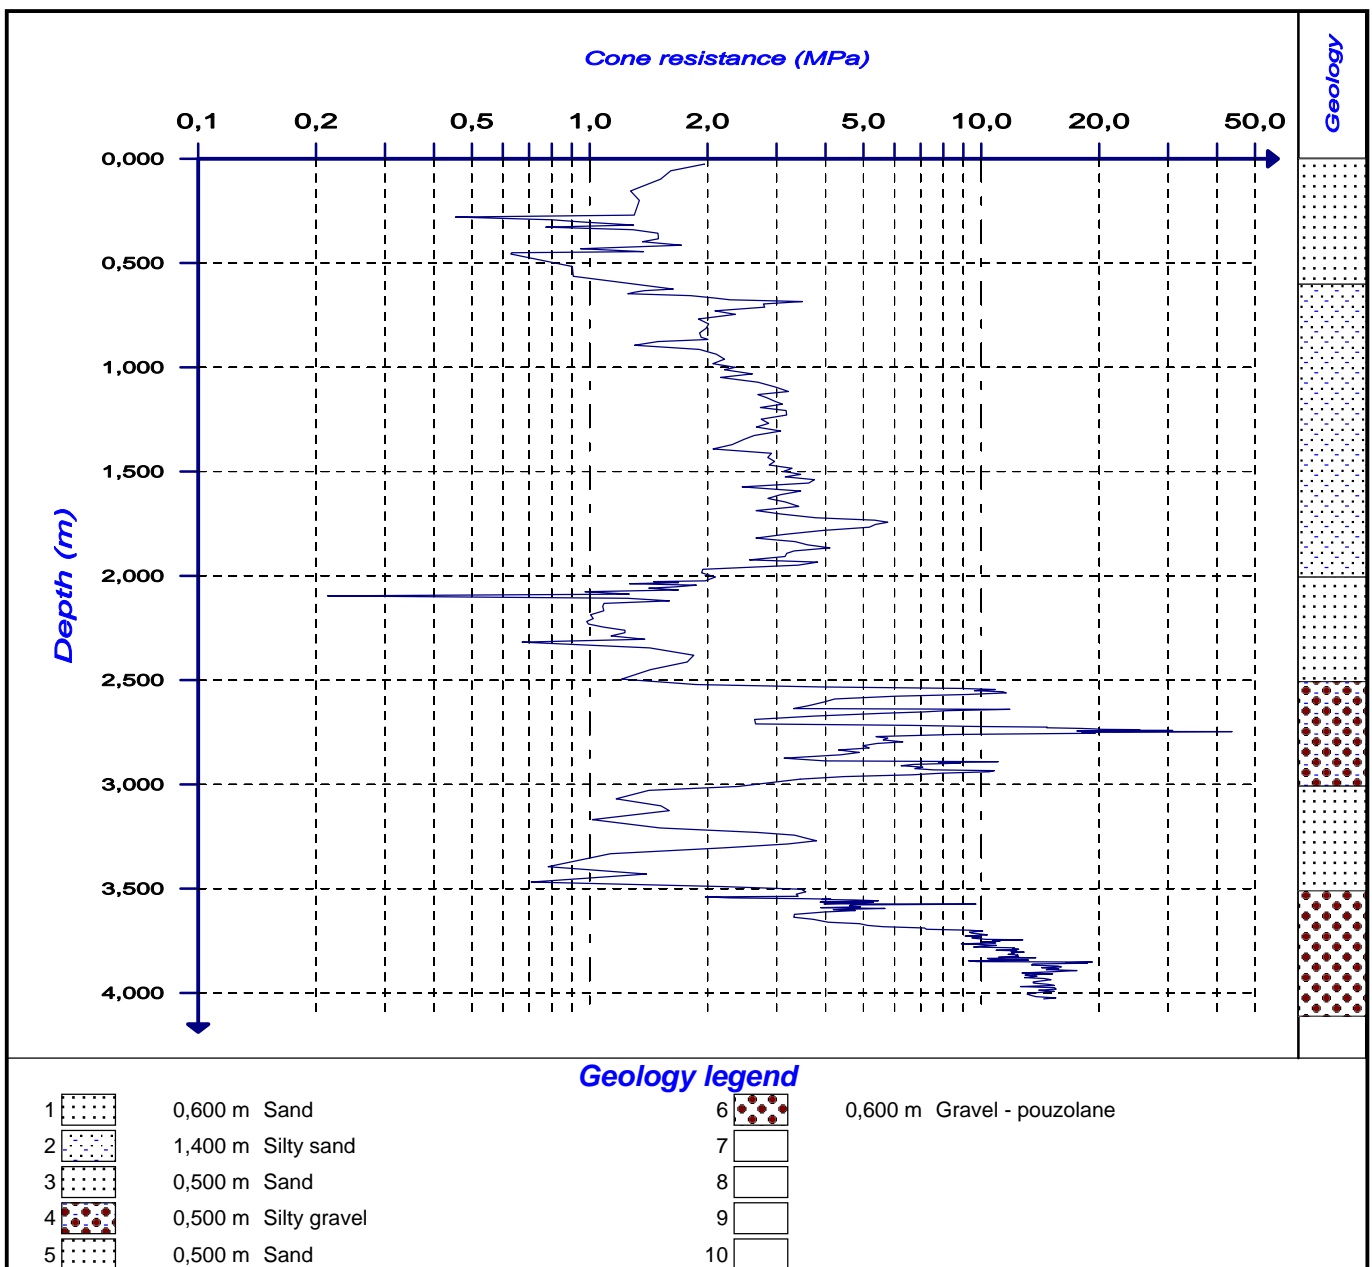 Cone resistance (MPa)
Geology
0,1 0,2 0,5 1,0 2,0 5,0 10,0 20,0 50,0
0,000
0,500
1,000
1,500
2,000
2,500
3,000
3,500
4,000
Depth (m)
Geology legend
1 0,600 m Sand
2 1,400 m Silty sand
3 0,500 m Sand
4 0,500 m Silty gravel
5 0,500 m Sand
6 0,600 m Gravel - pouzolane
7
8
9
10